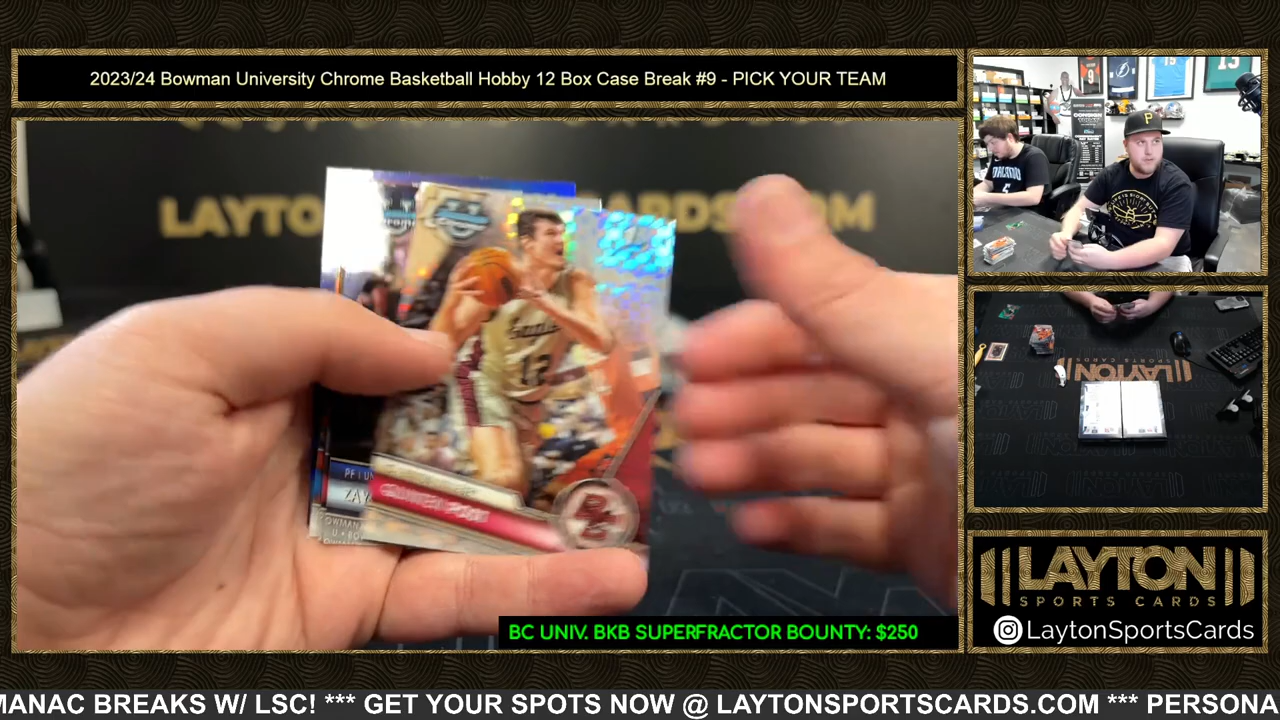 2023/24 Bowman University Chrome Basketball Hobby 12 Box Case Break #9 - PICK YOUR TEAM
LAYTON
SPORTS CARDS
LaytonSportsCards
BC UNIV. BKB SUPERFRACTOR BOUNTY: $250
MANAC BREAKS W/ LSC! *** GET YOUR SPOTS NOW @ LAYTONSPORTSCARDS.COM *** PERSONA